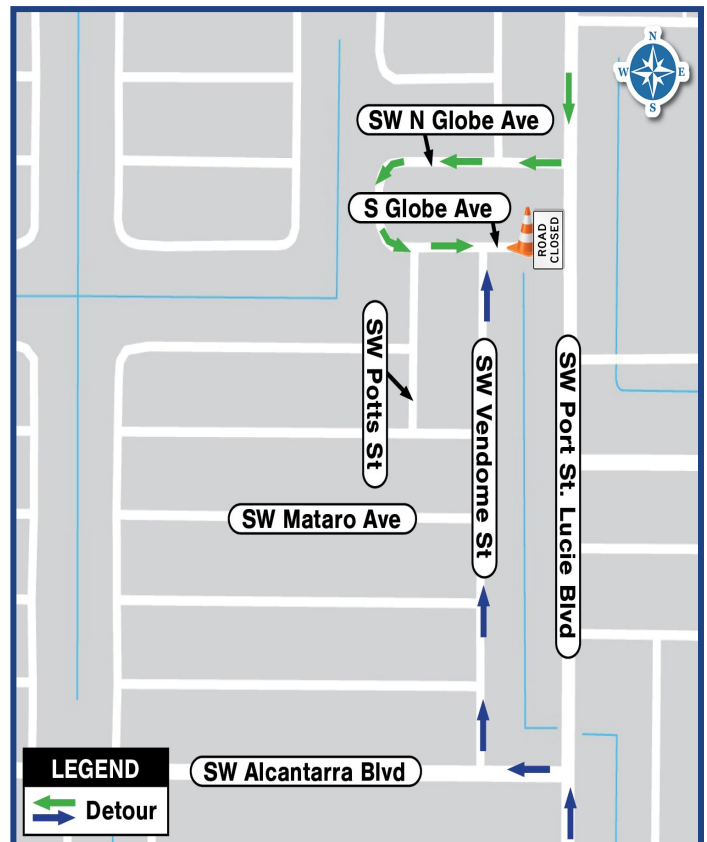 N
W E
S
SW N Globe Ave
S Globe Ave
ROAD
CLOSED
SW Potts St
SW Vendome St
SW Port St. Lucie Blvd
SW Mataro Ave
SW Alcantarra Blvd
LEGEND
Detour